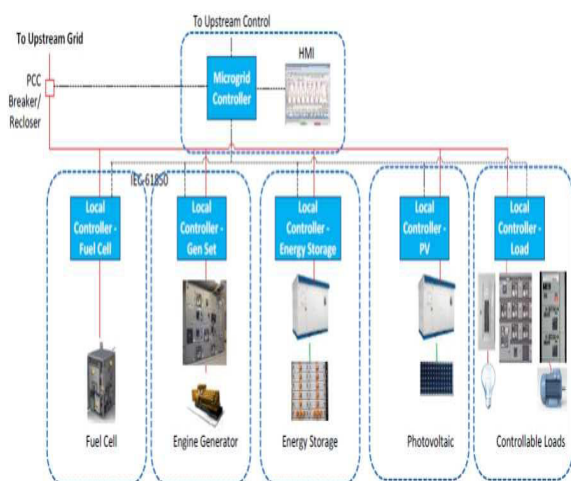 To Upstream Control
To Upstream Grid
HMI
PCC
Breaker/
Recloser
Microgrid
Controller
IEC 61850
Local
Controller -
Fuel Cell
Local
Controller -
Gen Set
Local
Controller -
Energy Storage
Local
Controller
- PV
Local
Controller -
Load
Fuel Cell
Engine Generator
Energy Storage
Photovoltaic
Controllable Loads